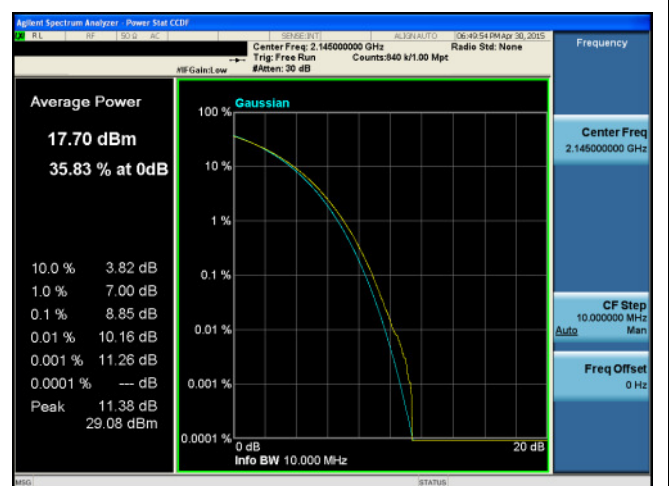 Agilent Spectrum Analyzer - Power Stat CCDF
RL RF 50 Ω AC SENSE:INT ALIGNAUTO 06:49:54 PM Apr 30, 2015
Center Freq: 2.145000000 GHz Radio Std: None
Trig: Free Run Counts:840 k/1.00 Mpt
#IFGain:Low #Atten: 30 dB
Frequency
Average Power
17.70 dBm
35.83 % at 0dB
10.0 % 3.82 dB
1.0 % 7.00 dB
0.1 % 8.85 dB
0.01 % 10.16 dB
0.001 % 11.26 dB
0.0001 % --- dB
Peak 11.38 dB
29.08 dBm
Gaussian
100 %
10 %
1 %
0.1 %
0.01 %
0.001 %
0.0001 %
0 dB 20 dB
Info BW 10.000 MHz
Center Freq
2.145000000 GHz
CF Step
10.000000 MHz
Auto Man
Freq Offset
0 Hz
MSG STATUS